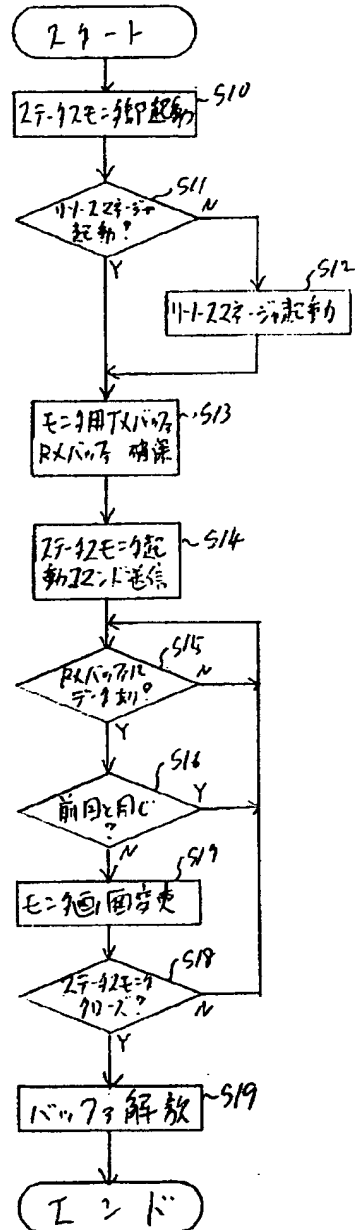 スタート
ステータスモニタ部起動
S10
リソースマネージャ
起動?
S11
N
Y
リソースマネージャ起動
S12
モニタ用TXバッファ
RXバッファ 確保
S13
ステータスモニタ起
動コマンド送信
S14
RXバッファに
データあり?
S15
N
Y
前回と同じ
?
S16
Y
N
モニタ画面変更
S17
ステータスモニタ
クローズ?
S18
N
Y
バッファ解放
S19
エンド